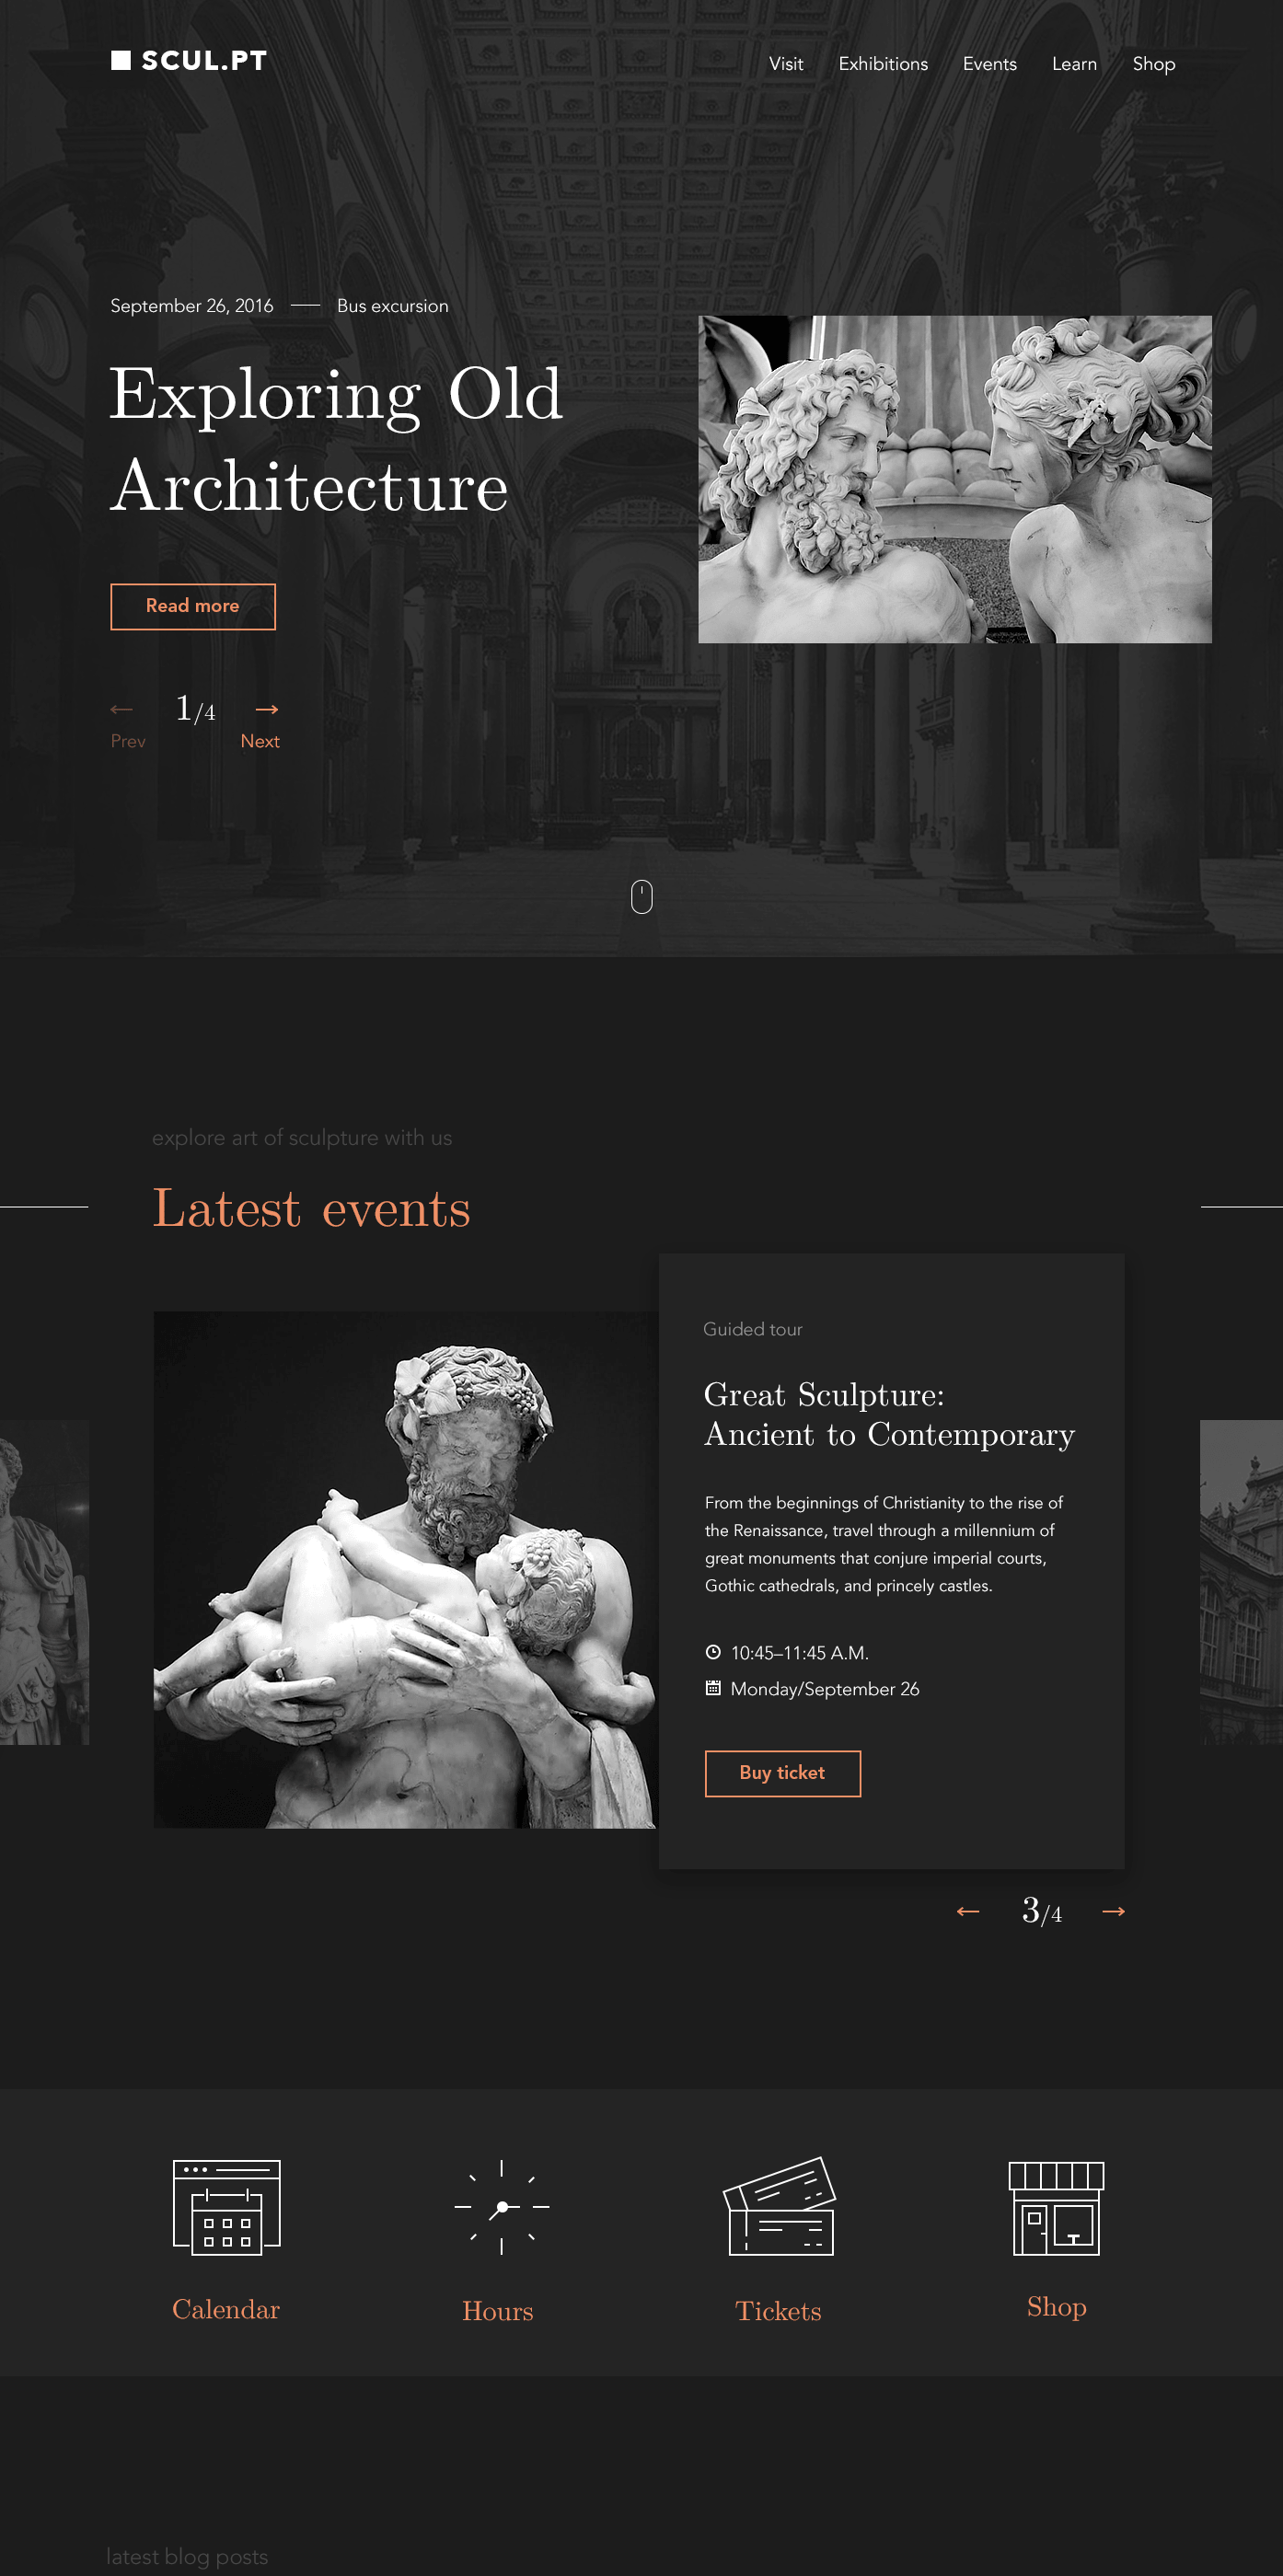 SCUL.PT
Visit Exhibitions Events Learn Shop
September 26, 2016 — Bus excursion
Exploring Old
Architecture
Read more
1/4
Prev Next
explore art of sculpture with us
Latest events
Guided tour
Great Sculpture:
Ancient to Contemporary
From the beginnings of Christianity to the rise of
the Renaissance, travel through a millennium of
great monuments that conjure imperial courts,
Gothic cathedrals, and princely castles.
10:45–11:45 A.M.
Monday/September 26
Buy ticket
3/4
Calendar Hours Tickets Shop
latest blog posts